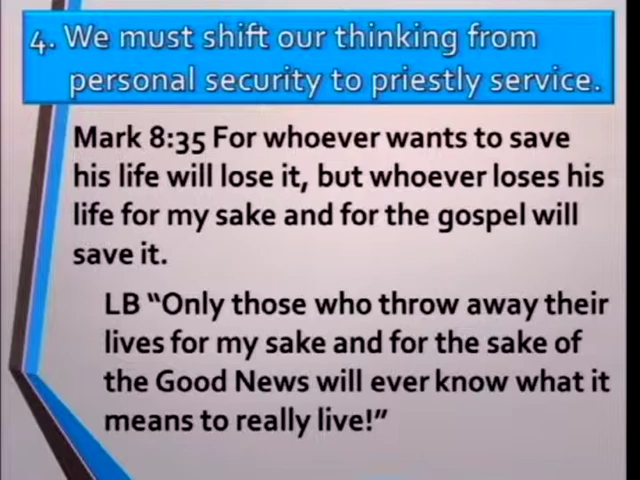 4. We must shift our thinking from
personal security to priestly service.
Mark 8:35 For whoever wants to save
his life will lose it, but whoever loses his
life for my sake and for the gospel will
save it.
LB “Only those who throw away their
lives for my sake and for the sake of
the Good News will ever know what it
means to really live!”